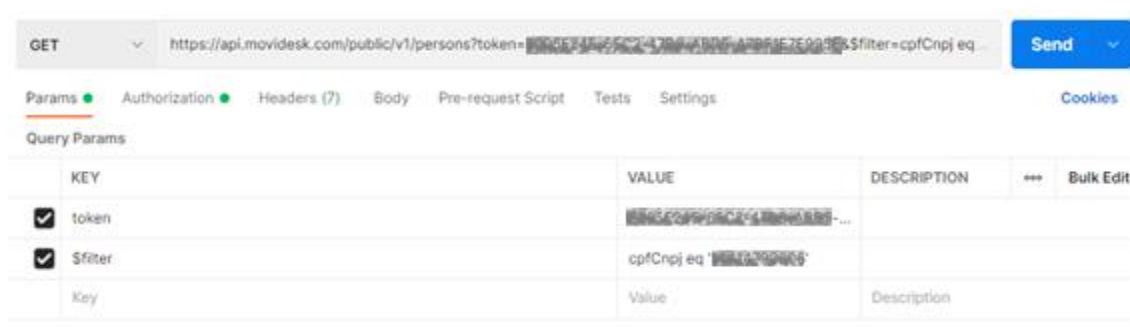 GET https://api.movidesk.com/public/v1/persons?token= &$filter=cpfCnpj eq... Send
Params Authorization Headers (7) Body Pre-request Script Tests Settings Cookies
Query Params
KEY VALUE DESCRIPTION ••• Bulk Edit
token -...
$filter cpfCnpj eq ' '
Key Value Description